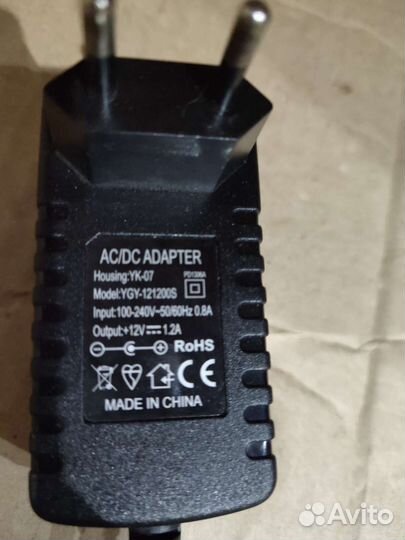 AC/DC ADAPTER
Housing:YK-07 PD1206A
Model:YGY-121200S
Input:100-240V~50/60Hz 0.8A
Output:+12V⎓1.2A
RoHS
CE
MADE IN CHINA
Avito